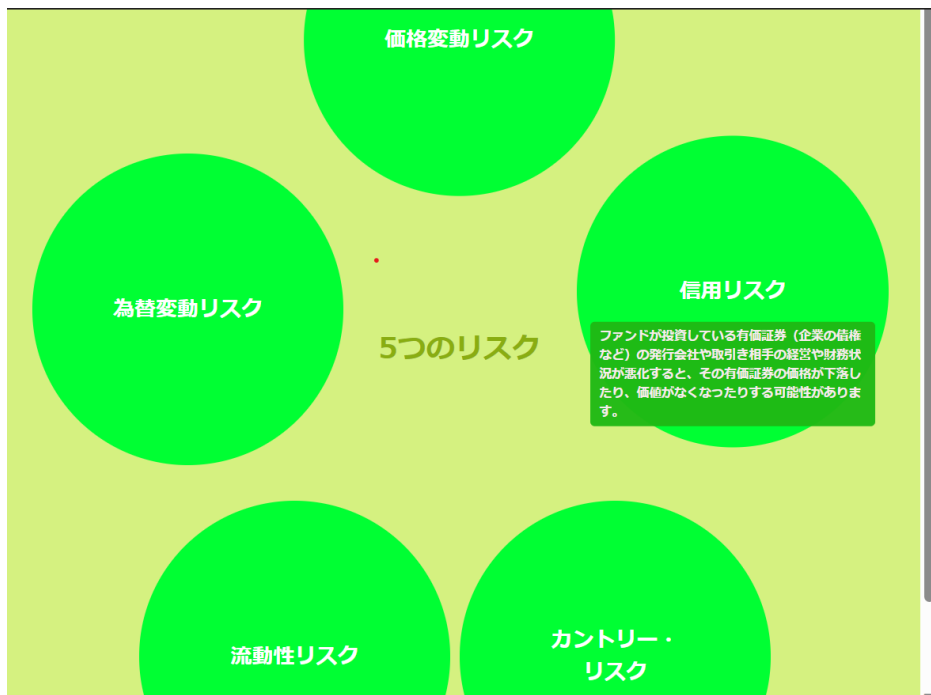 価格変動リスク
為替変動リスク
信用リスク
5つのリスク
ファンドが投資している有価証券（企業の債権
など）の発行会社や取引き相手の経営や財務状
況が悪化すると、その有価証券の価格が下落し
たり、価値がなくなったりする可能性がありま
す。
流動性リスク
カントリー・
リスク